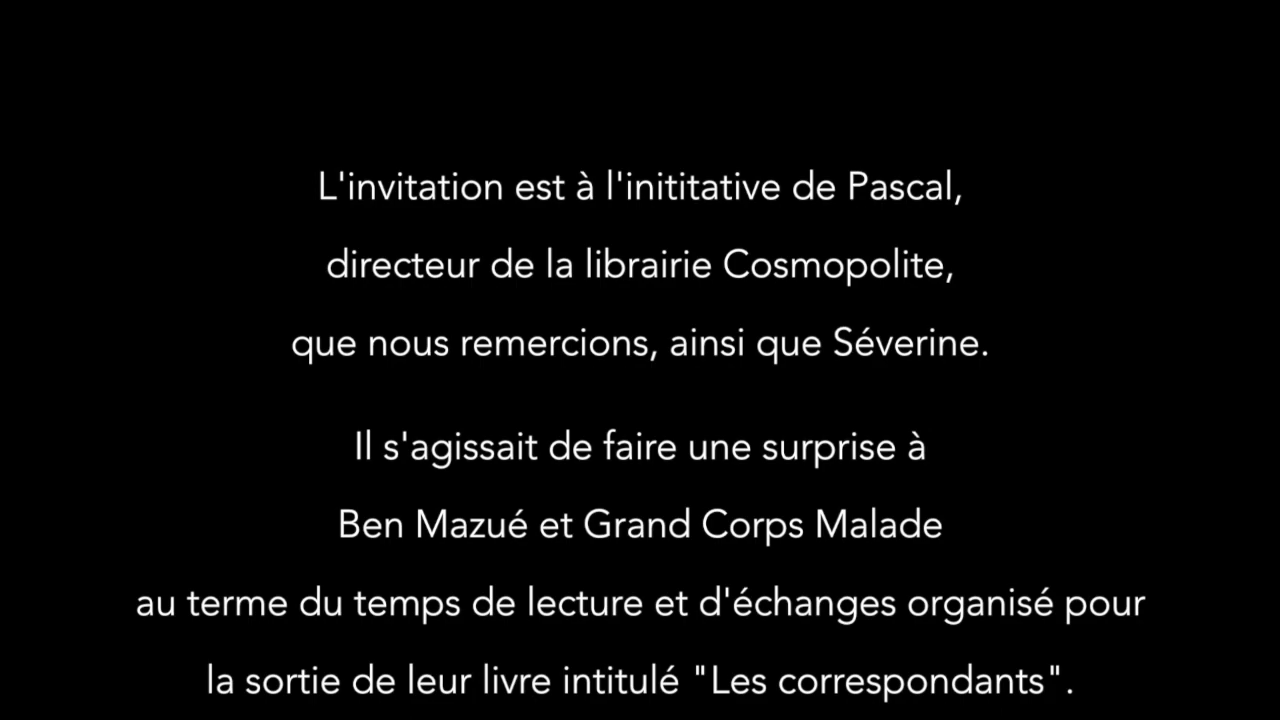 L'invitation est à l'inititative de Pascal,
directeur de la librairie Cosmopolite,
que nous remercions, ainsi que Séverine.
Il s'agissait de faire une surprise à
Ben Mazué et Grand Corps Malade
au terme du temps de lecture et d'échanges organisé pour
la sortie de leur livre intitulé "Les correspondants".